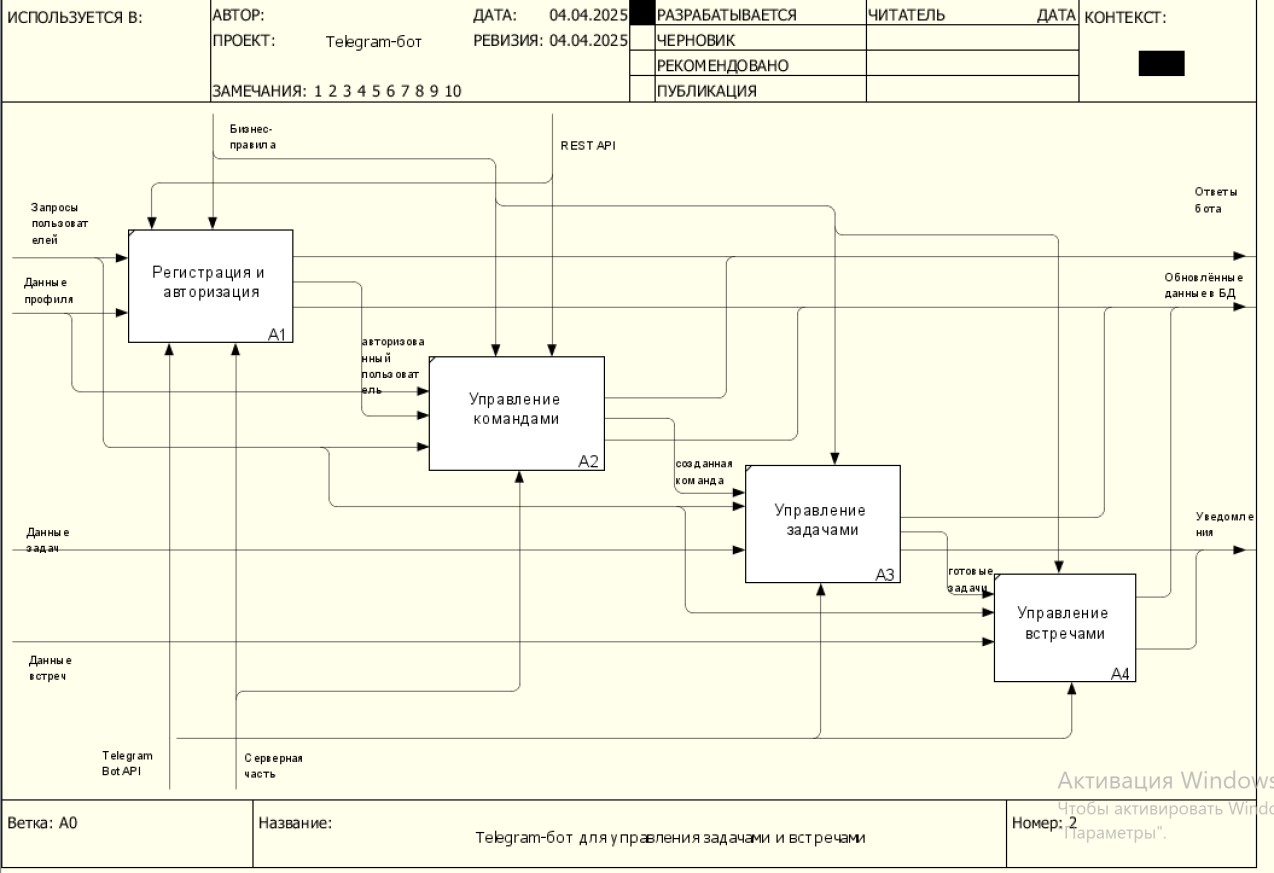 ИСПОЛЬЗУЕТСЯ В:
АВТОР:
ДАТА: 04.04.2025
РАЗРАБАТЫВАЕТСЯ
ЧИТАТЕЛЬ
ДАТА
КОНТЕКСТ:
ПРОЕКТ: Telegram-бот
РЕВИЗИЯ: 04.04.2025
ЧЕРНОВИК
РЕКОМЕНДОВАНО
ЗАМЕЧАНИЯ: 1 2 3 4 5 6 7 8 9 10
ПУБЛИКАЦИЯ
Бизнес-
правила
REST API
Запросы
пользоват
елей
Ответы
бота
Данные
профиля
Регистрация и
авторизация
A1
Обновлённые
данные в БД
авторизова
нный
пользоват
ель
Управление
командами
A2
созданная
команда
Управление
задачами
A3
Данные
задач
Уведомле
ния
готовые
задачи
Управление
встречами
A4
Данные
встреч
Telegram
Bot API
Серверная
часть
Активация Windows
Чтобы активировать Windo
"Параметры".
Ветка: A0
Название:
Telegram-бот для управления задачами и встречами
Номер: 2